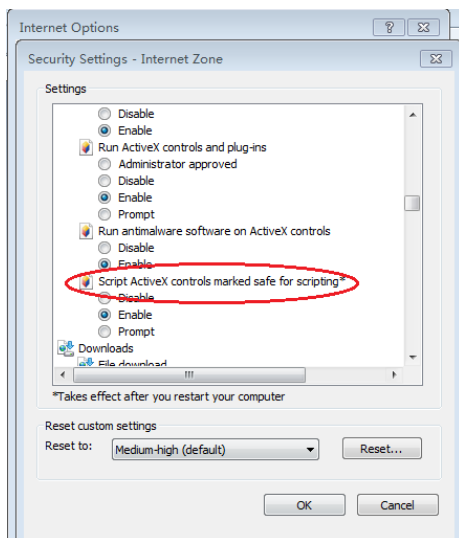 Internet Options
Security Settings - Internet Zone
Settings
Disable
Enable
Run ActiveX controls and plug-ins
Administrator approved
Disable
Enable
Prompt
Run antimalware software on ActiveX controls
Disable
Enable
Script ActiveX controls marked safe for scripting*
Disable
Enable
Prompt
Downloads
File download
*Takes effect after you restart your computer
Reset custom settings
Reset to: Medium-high (default) Reset...
OK Cancel